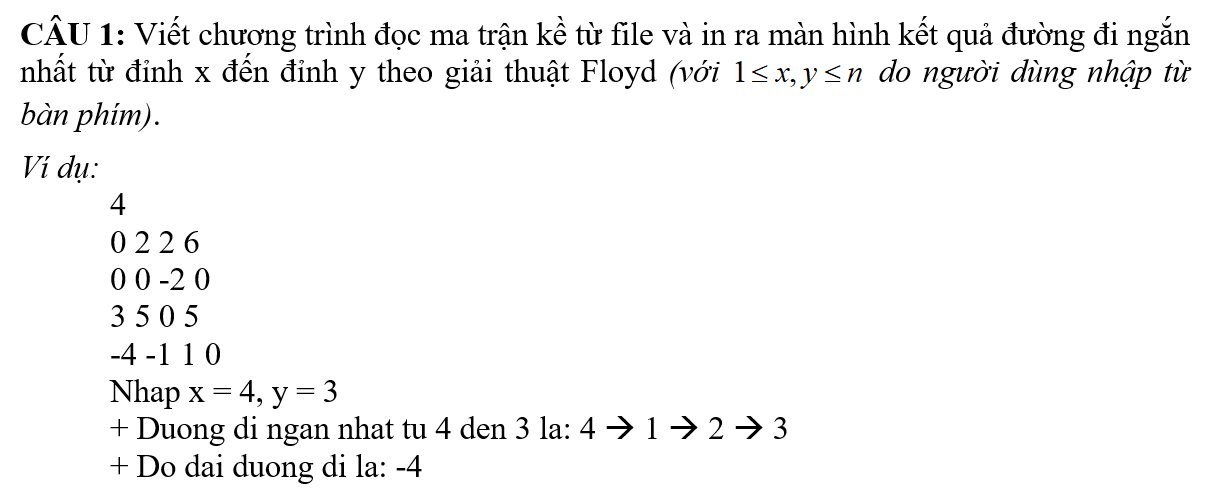 CÂU 1: Viết chương trình đọc ma trận kề từ file và in ra màn hình kết quả đường đi ngắn
nhất từ đỉnh x đến đỉnh y theo giải thuật Floyd (với 1≤x,y≤n do người dùng nhập từ
bàn phím).
Ví dụ:
4
0 2 2 6
0 0 -2 0
3 5 0 5
-4 -1 1 0
Nhap x = 4, y = 3
+ Duong di ngan nhat tu 4 den 3 la: 4 → 1 → 2 → 3
+ Do dai duong di la: -4